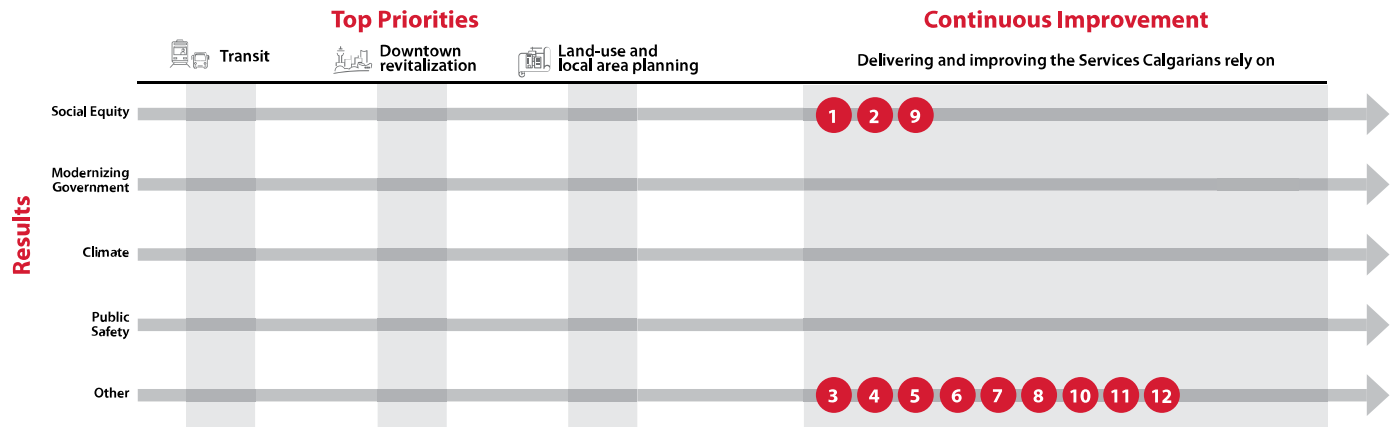 Top Priorities
Continuous Improvement
Transit
Downtown
revitalization
Land-use and
local area planning
Delivering and improving the Services Calgarians rely on
Results
Social Equity
1 2 9
Modernizing
Government
Climate
Public
Safety
Other
3 4 5 6 7 8 10 11 12